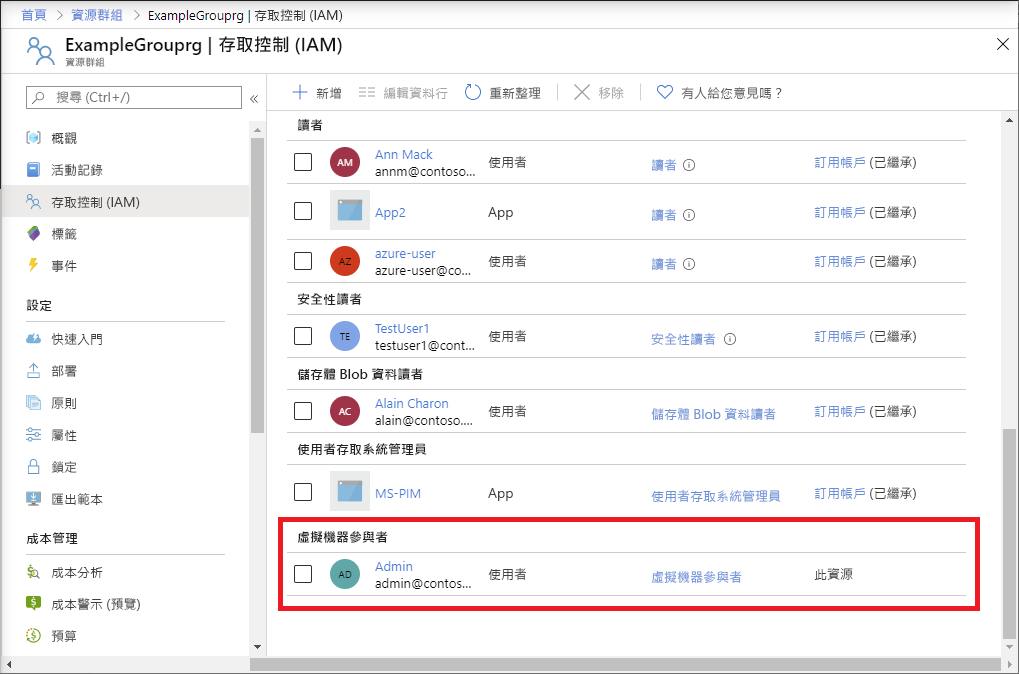 首頁 > 資源群組 > ExampleGrouprg | 存取控制 (IAM)
ExampleGrouprg | 存取控制 (IAM)
資源群組
搜尋 (Ctrl+/)
概觀
活動記錄
存取控制 (IAM)
標籤
事件
設定
快速入門
部署
原則
屬性
鎖定
匯出範本
成本管理
成本分析
成本警示 (預覽)
預算
新增 編輯資料行 重新整理 移除 有人給您意見嗎？
讀者
AM Ann Mack 使用者 讀者 訂用帳戶 (已繼承)
annm@contoso...
App2 App 讀者 訂用帳戶 (已繼承)
AZ azure-user 使用者 讀者 訂用帳戶 (已繼承)
azure-user@co...
安全性讀者
TE TestUser1 使用者 安全性讀者 訂用帳戶 (已繼承)
testuser1@cont...
儲存體 Blob 資料讀者
AC Alain Charon 使用者 儲存體 Blob 資料讀者 訂用帳戶 (已繼承)
alain@contoso....
使用者存取系統管理員
MS-PIM App 使用者存取系統管理員 訂用帳戶 (已繼承)
虛擬機器參與者
AD Admin 使用者 虛擬機器參與者 此資源
admin@contos...